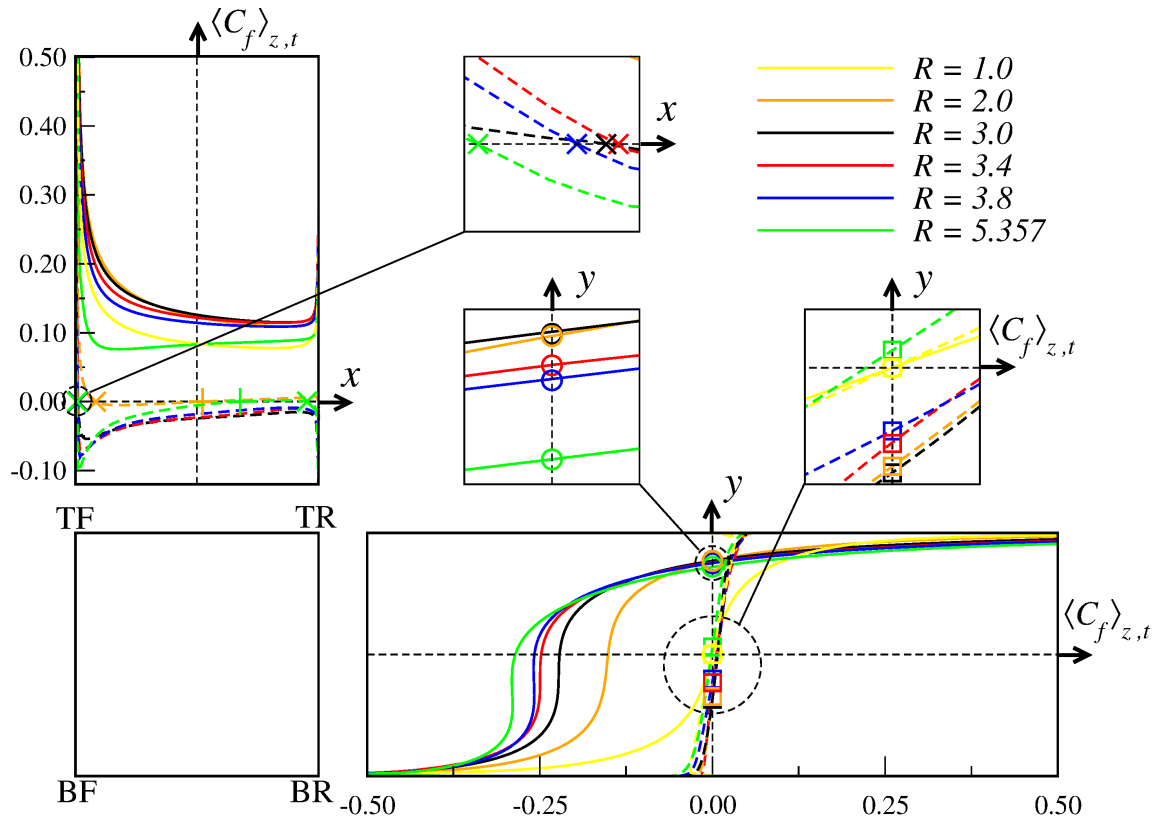 ⟨C_f⟩_{z,t}
0.50
0.40
0.30
0.20
0.10
0.00
-0.10
x
x
R = 1.0
R = 2.0
R = 3.0
R = 3.4
R = 3.8
R = 5.357
y
y
⟨C_f⟩_{z,t}
TF
TR
BF
BR
y
⟨C_f⟩_{z,t}
-0.50
-0.25
0.00
0.25
0.50